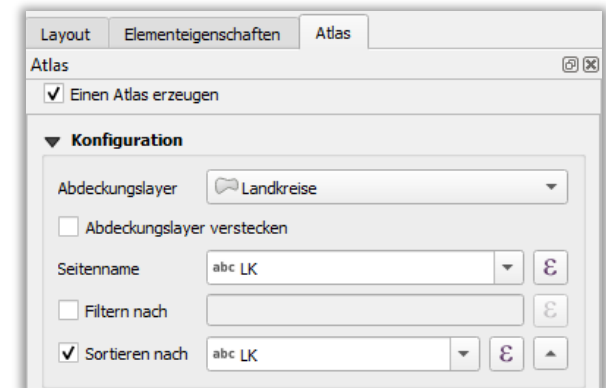 Layout Elementeigenschaften Atlas
Atlas
Einen Atlas erzeugen
Konfiguration
Abdeckungslayer Landkreise
Abdeckungslayer verstecken
Seitenname abc LK ε
Filtern nach ε
Sortieren nach abc LK ε